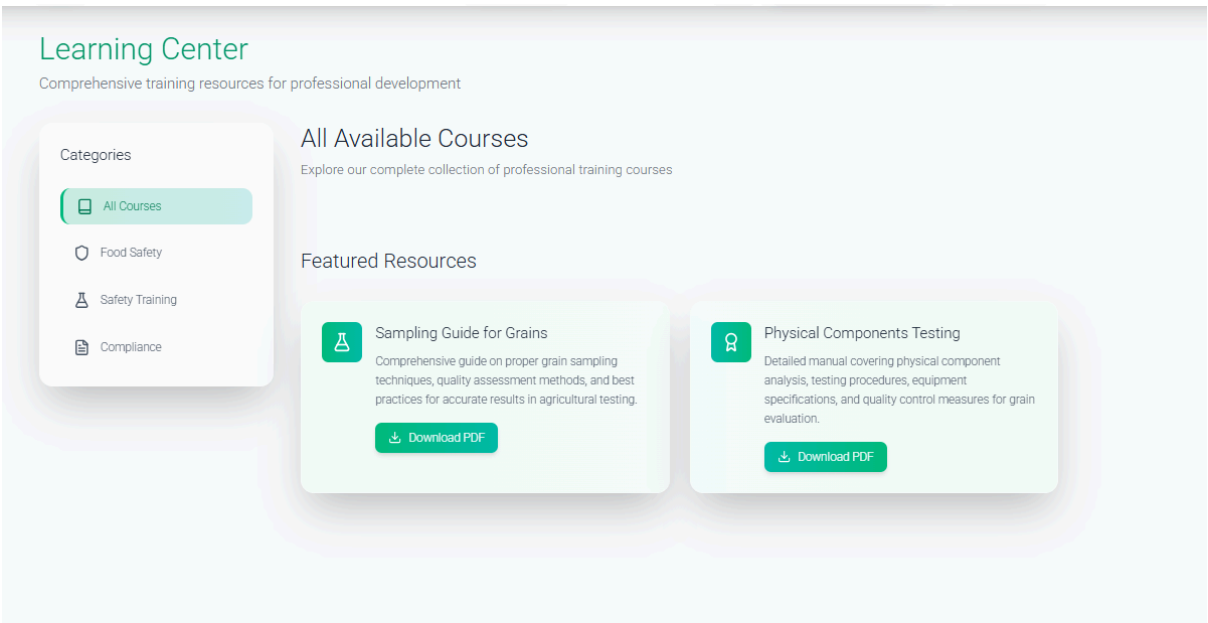 Learning Center
Comprehensive training resources for professional development
Categories
All Courses
Food Safety
Safety Training
Compliance
All Available Courses
Explore our complete collection of professional training courses
Featured Resources
Sampling Guide for Grains
Comprehensive guide on proper grain sampling
techniques, quality assessment methods, and best
practices for accurate results in agricultural testing.
Download PDF
Physical Components Testing
Detailed manual covering physical component
analysis, testing procedures, equipment
specifications, and quality control measures for grain
evaluation.
Download PDF